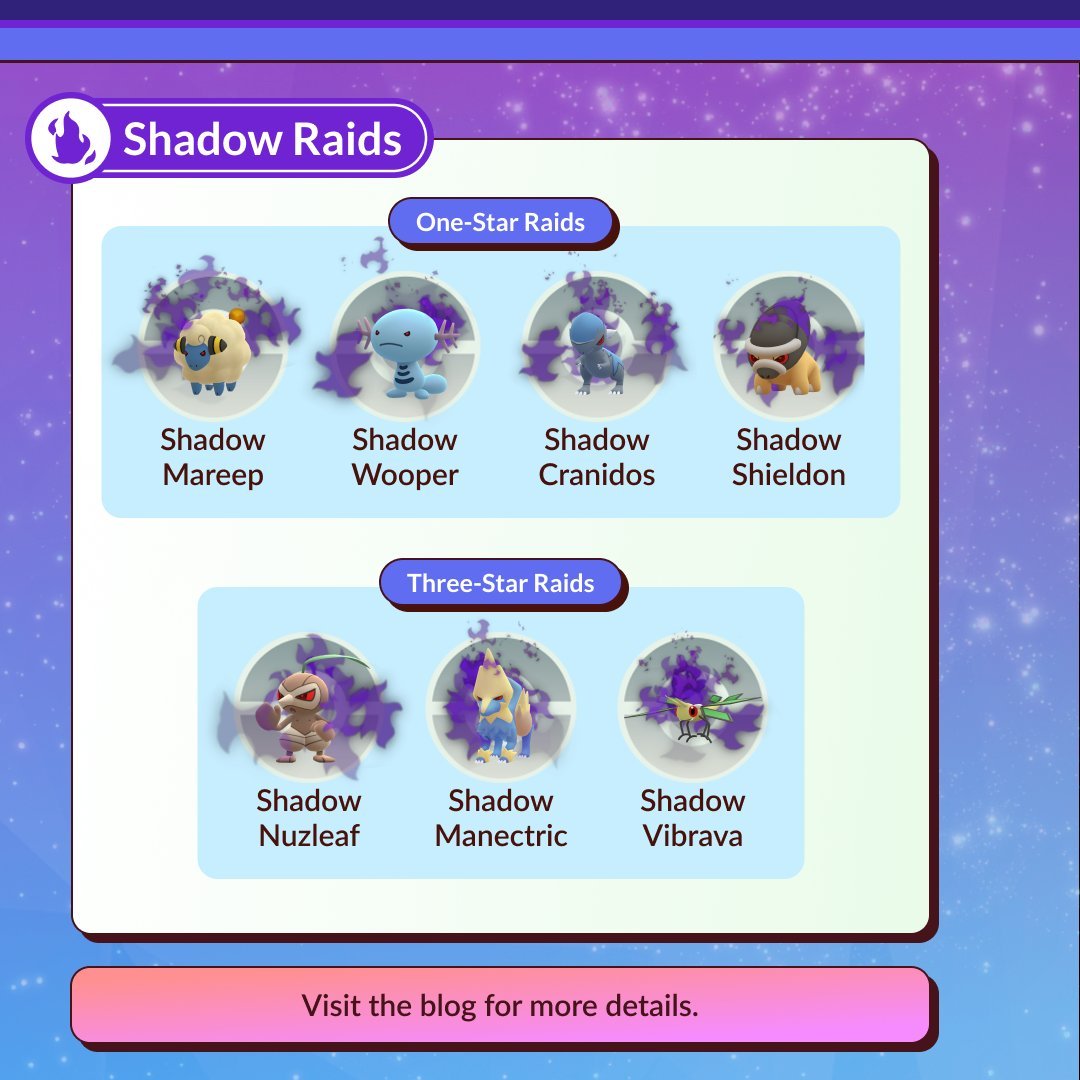 Shadow Raids
One-Star Raids
Shadow
Mareep
Shadow
Wooper
Shadow
Cranidos
Shadow
Shieldon
Three-Star Raids
Shadow
Nuzleaf
Shadow
Manectric
Shadow
Vibrava
Visit the blog for more details.